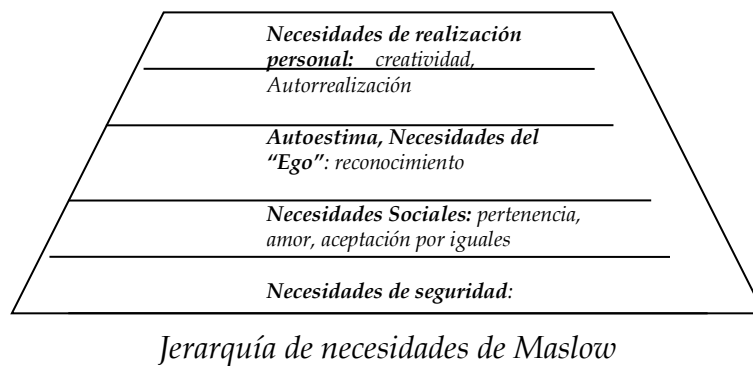 Necesidades de realización
personal: creatividad,
Autorrealización
Autoestima, Necesidades del
“Ego”: reconocimiento
Necesidades Sociales: pertenencia,
amor, aceptación por iguales
Necesidades de seguridad:
Jerarquía de necesidades de Maslow